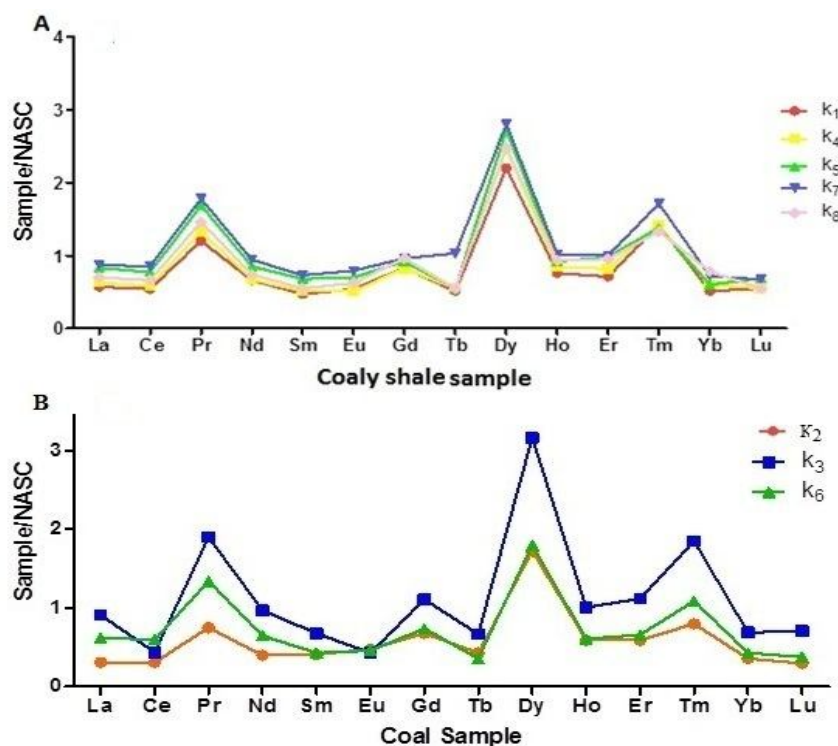 A
4
3
2
1
0
Sample/NASC
La Ce Pr Nd Sm Eu Gd Tb Dy Ho Er Tm Yb Lu
Coaly shale sample
k1
k4
k5
k7
k8
B
3
2
1
0
Sample/NASC
La Ce Pr Nd Sm Eu Gd Tb Dy Ho Er Tm Yb Lu
Coal Sample
K2
k3
k6